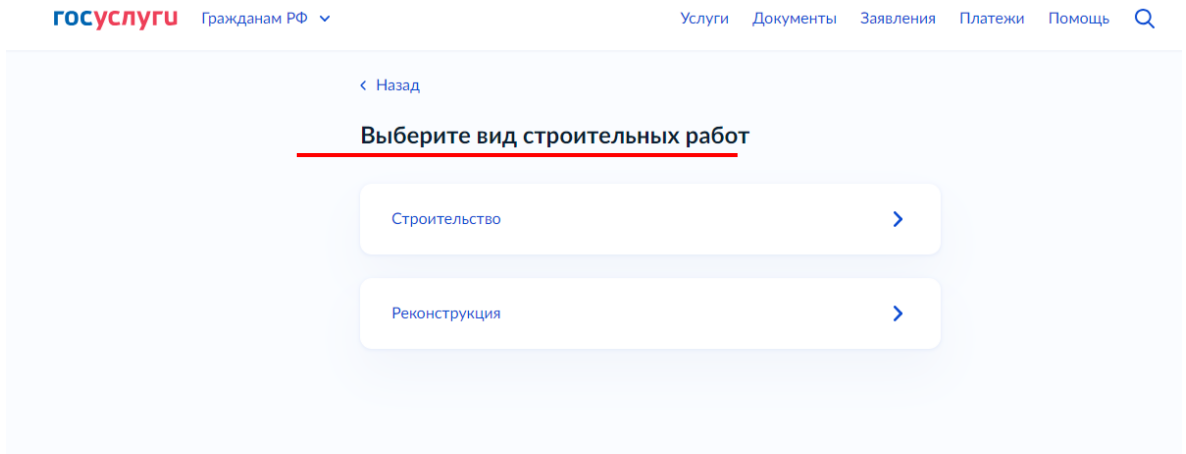 госуслуги Гражданам РФ Услуги Документы Заявления Платежи Помощь
Назад
Выберите вид строительных работ
Строительство
Реконструкция